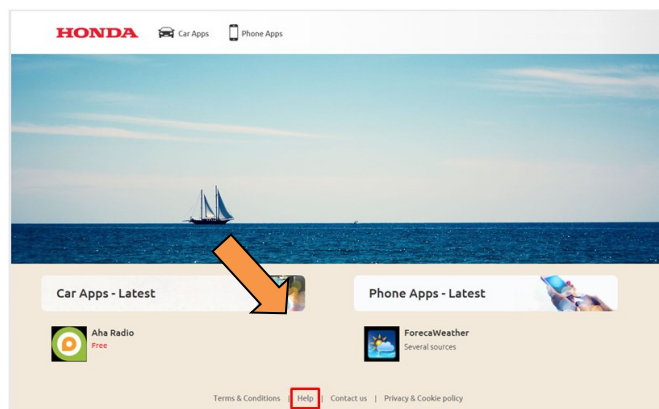 HONDA Car Apps Phone Apps
Car Apps - Latest Phone Apps - Latest
Aha Radio ForecaWeather
Free Several sources
Terms & Conditions | Help | Contact us | Privacy & Cookie policy